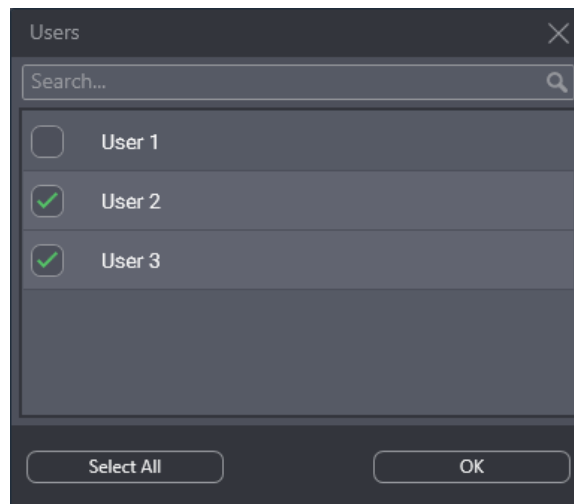 Users
Search...
User 1
User 2
User 3
Select All
OK